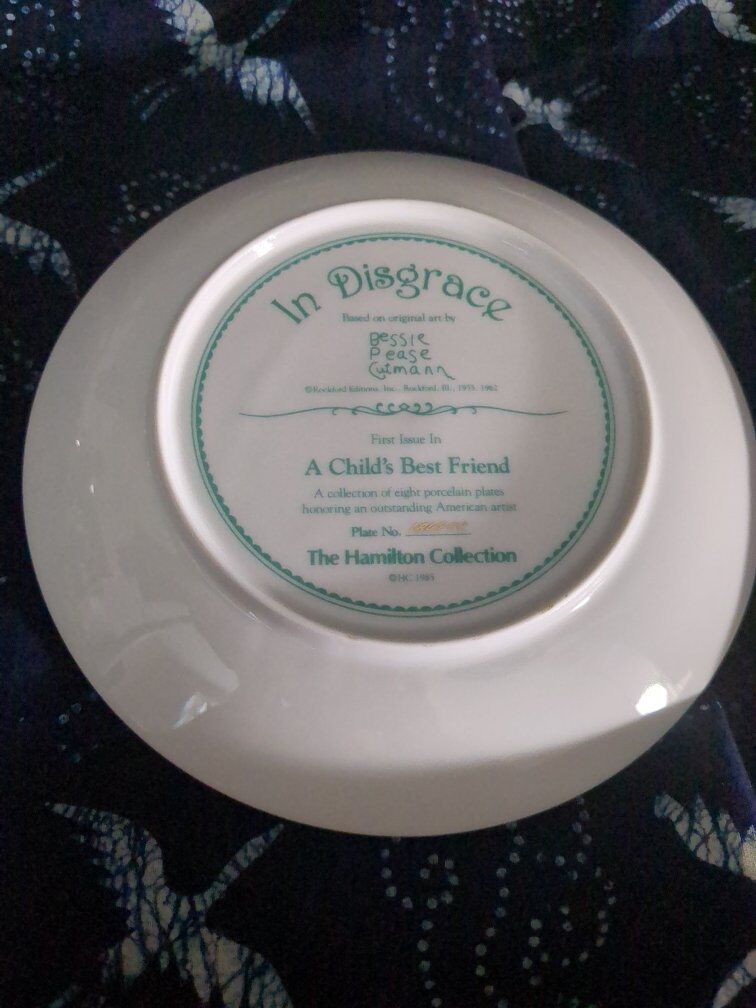 In Disgrace
Based on original art by
Bessie
Pease
Gutmann
©Rockford Editions, Inc., Rockford, Ill., 1935, 1982
First Issue In
A Child's Best Friend
A collection of eight porcelain plates
honoring an outstanding American artist
Plate No.
The Hamilton Collection
©HC 1985